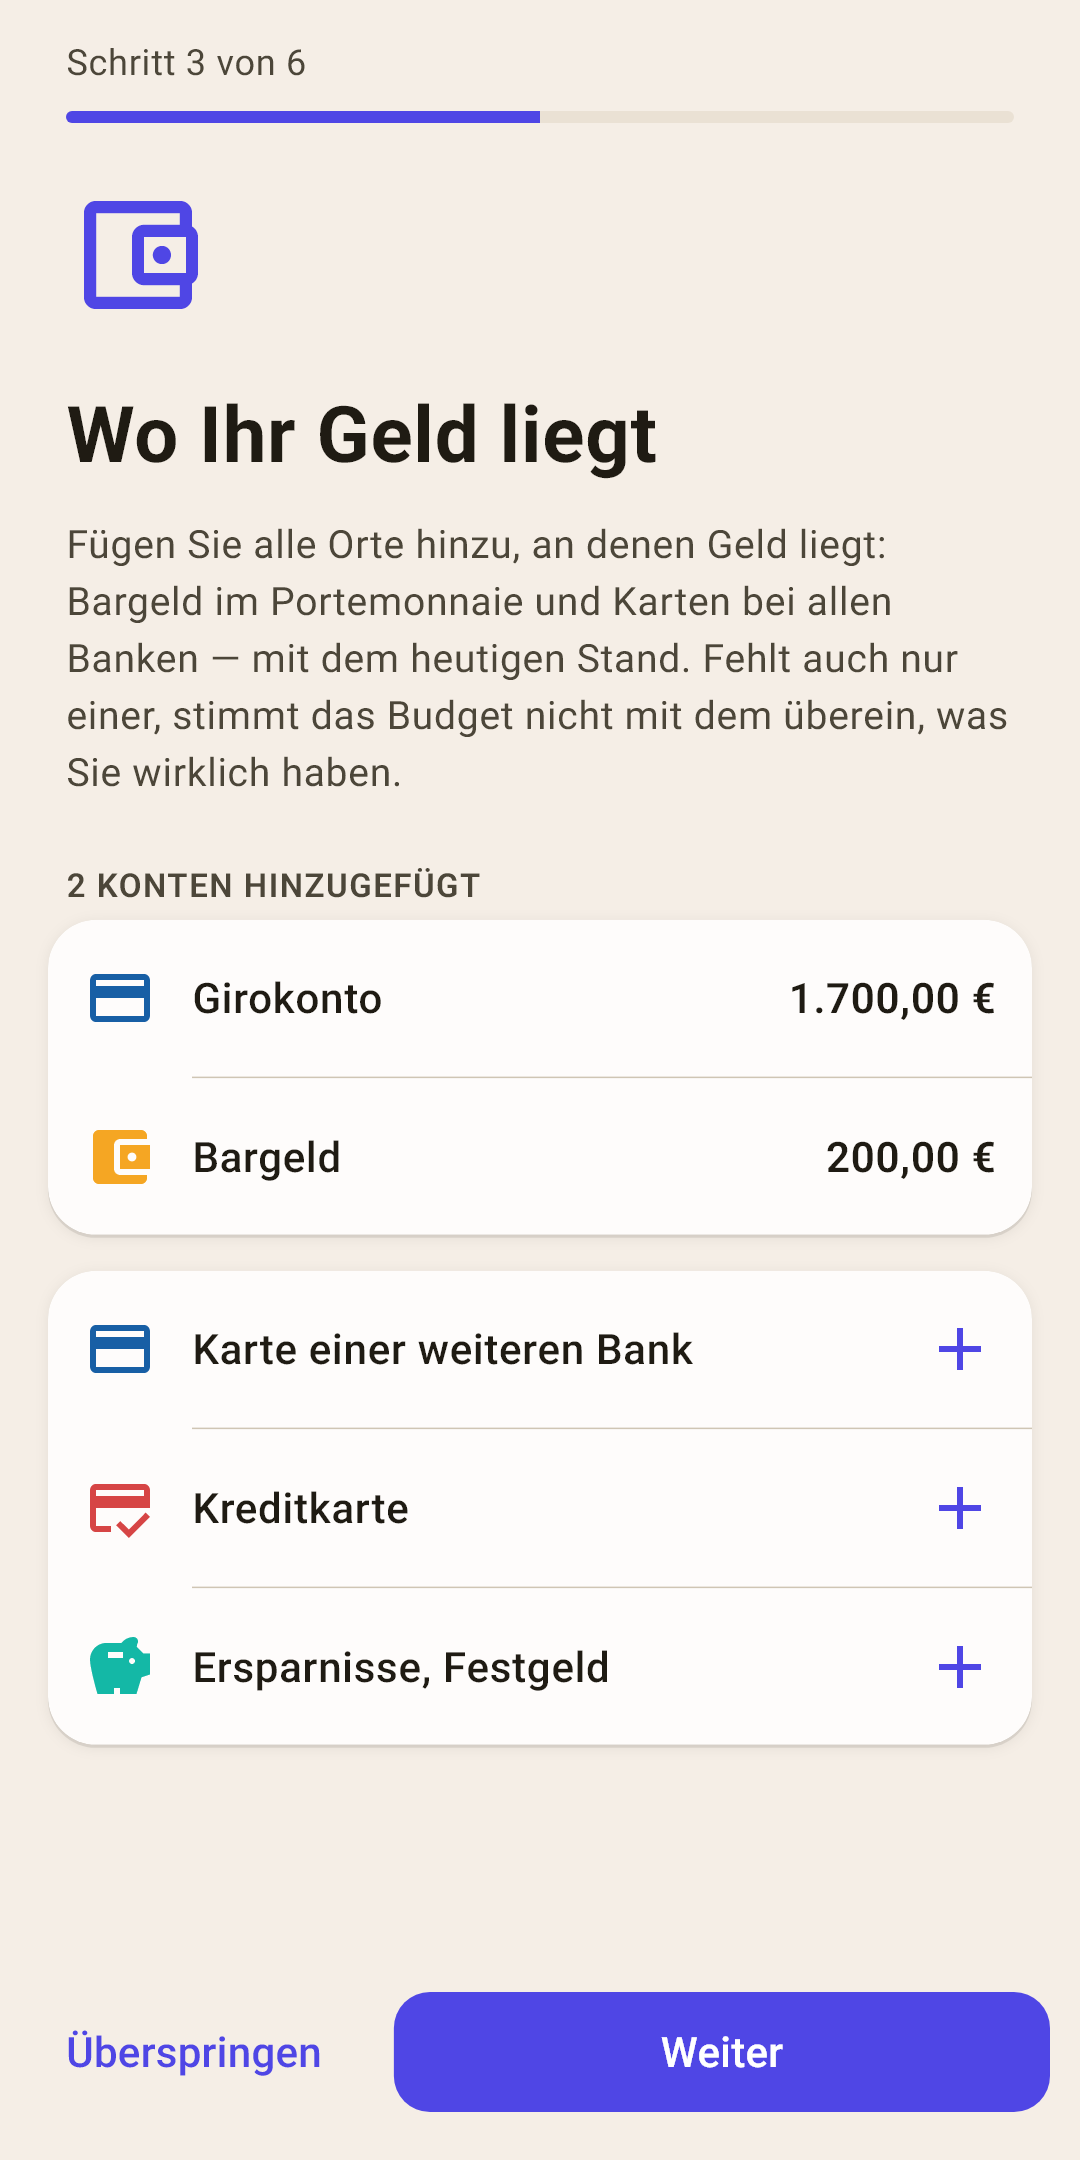 Schritt 3 von 6
Wo Ihr Geld liegt
Fügen Sie alle Orte hinzu, an denen Geld liegt:
Bargeld im Portemonnaie und Karten bei allen
Banken — mit dem heutigen Stand. Fehlt auch nur
einer, stimmt das Budget nicht mit dem überein, was
Sie wirklich haben.
2 KONTEN HINZUGEFÜGT
Girokonto 1.700,00 €
Bargeld 200,00 €
Karte einer weiteren Bank
Kreditkarte
Ersparnisse, Festgeld
Überspringen Weiter